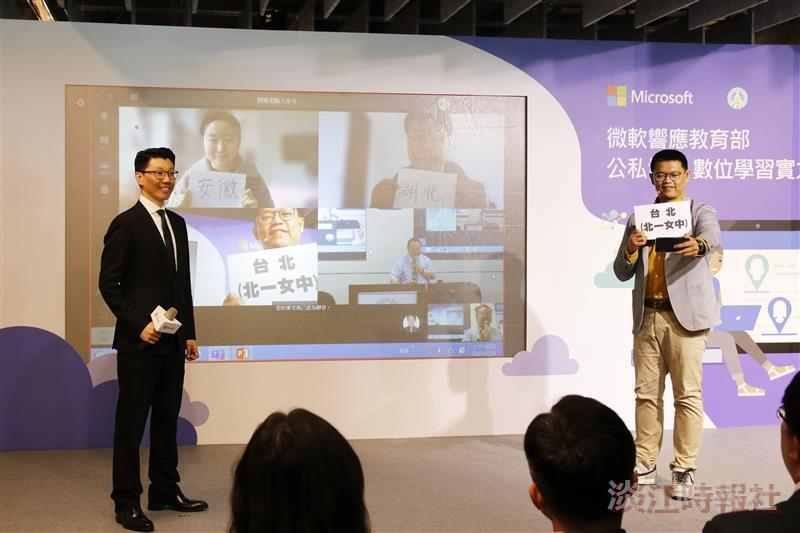 Microsoft
微軟響應教育部
公私
數位學習實
安徽
湖北
台北
(北一女中)
台北
(北一女中)
淡江時報社